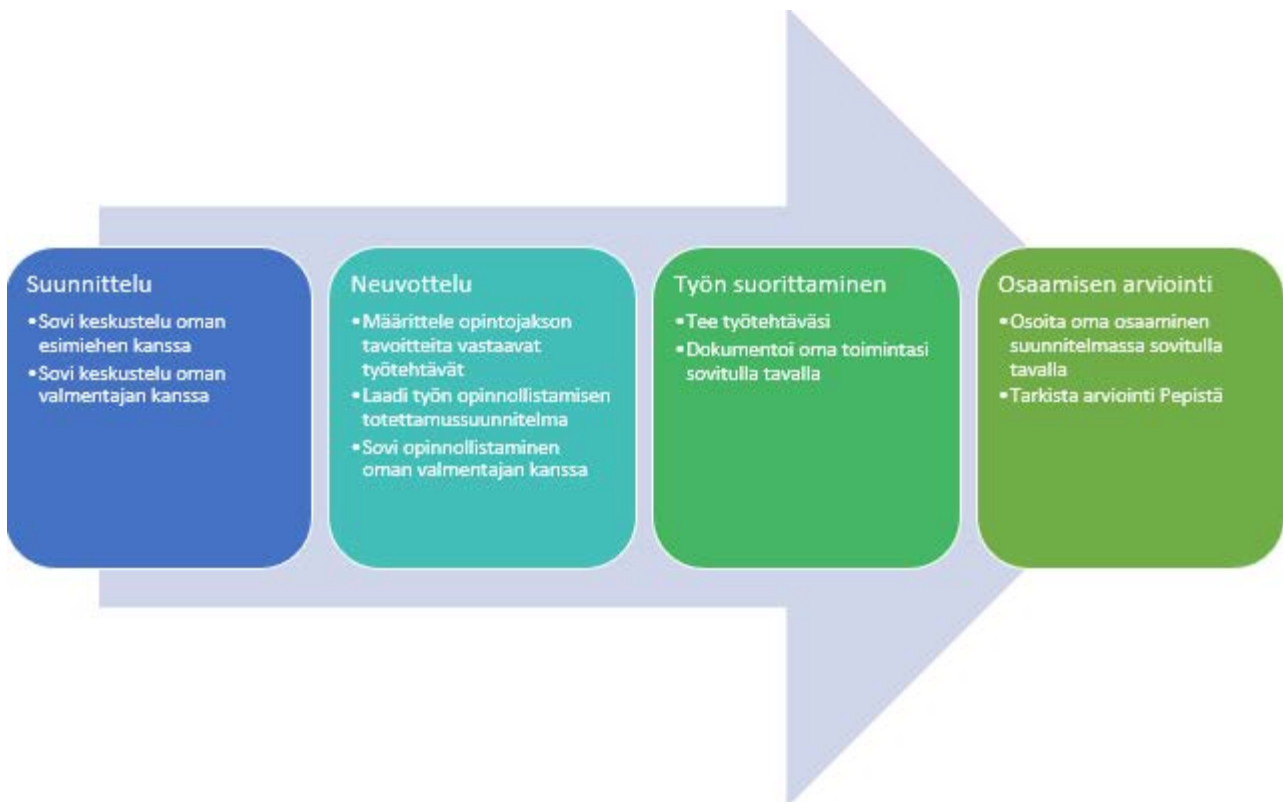 Suunnittelu
•Sovi keskustelu oman
esimiehen kanssa
•Sovi keskustelu oman
valmentajan kanssa
Neuvottelu
•Määrittele opintojakson
tavoitteita vastaavat
työtehtävät
•Laadi työn opinnollistamisen
totettamussuunnitelma
•Sovi opinnollistaminen
oman valmentajan kanssa
Työn suorittaminen
•Tee työtehtäväsi
•Dokumentoi oma toimintasi
sovitulla tavalla
Osaamisen arviointi
•Osoita oma osaaminen
suunnitelmassa sovitulla
tavalla
•Tarkista arviointi Pepistä